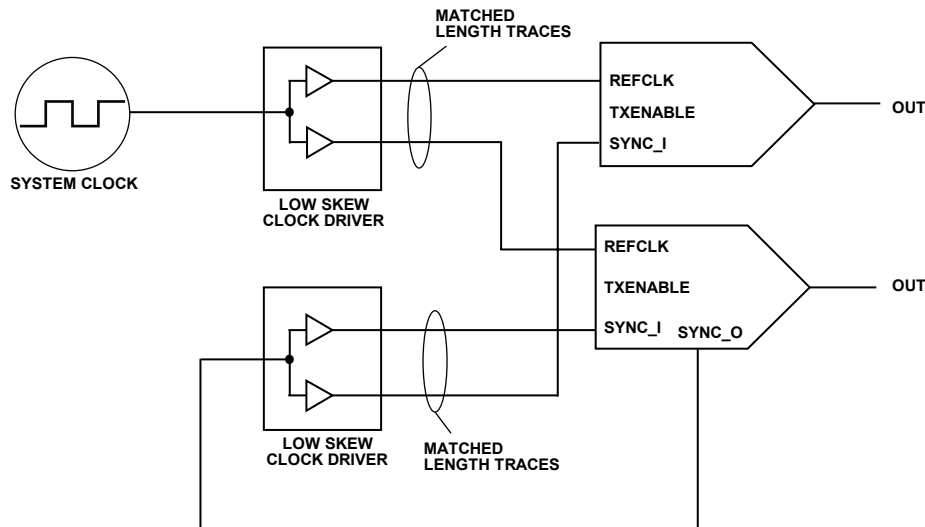 MATCHED
LENGTH TRACES
SYSTEM CLOCK
LOW SKEW
CLOCK DRIVER
REFCLK
TXENABLE
SYNC_I
OUT
REFCLK
TXENABLE
SYNC_I
SYNC_O
OUT
LOW SKEW
CLOCK DRIVER
MATCHED
LENGTH TRACES